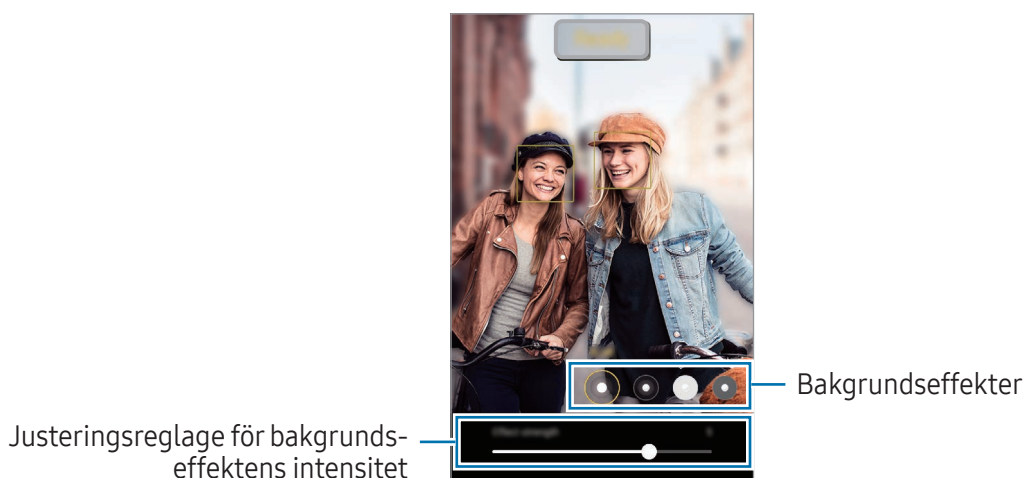 Bakgrundseffekter
Justeringsreglage för bakgrunds-
effektens intensitet